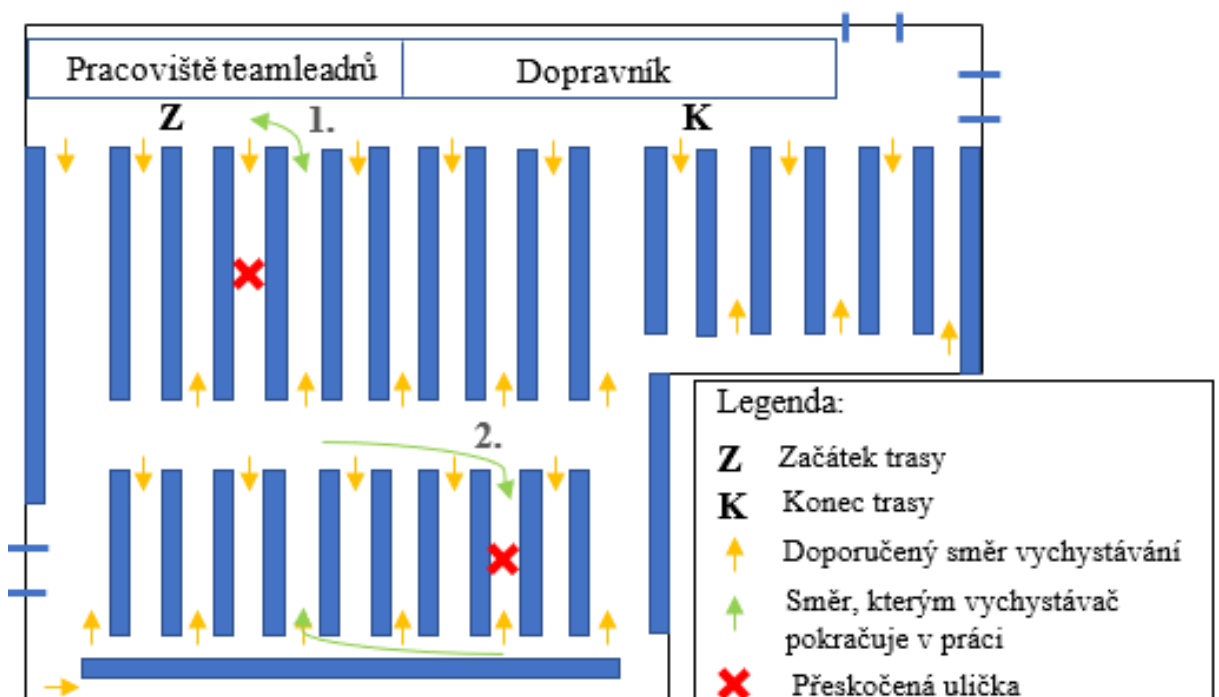 Pracoviště teamleadrů
Dopravník
Z
1.
K
2.
Legenda:
Z Začátek trasy
K Konec trasy
Doporučený směr vychystávání
Směr, kterým vychystávač
pokračuje v práci
Přeskočená ulička